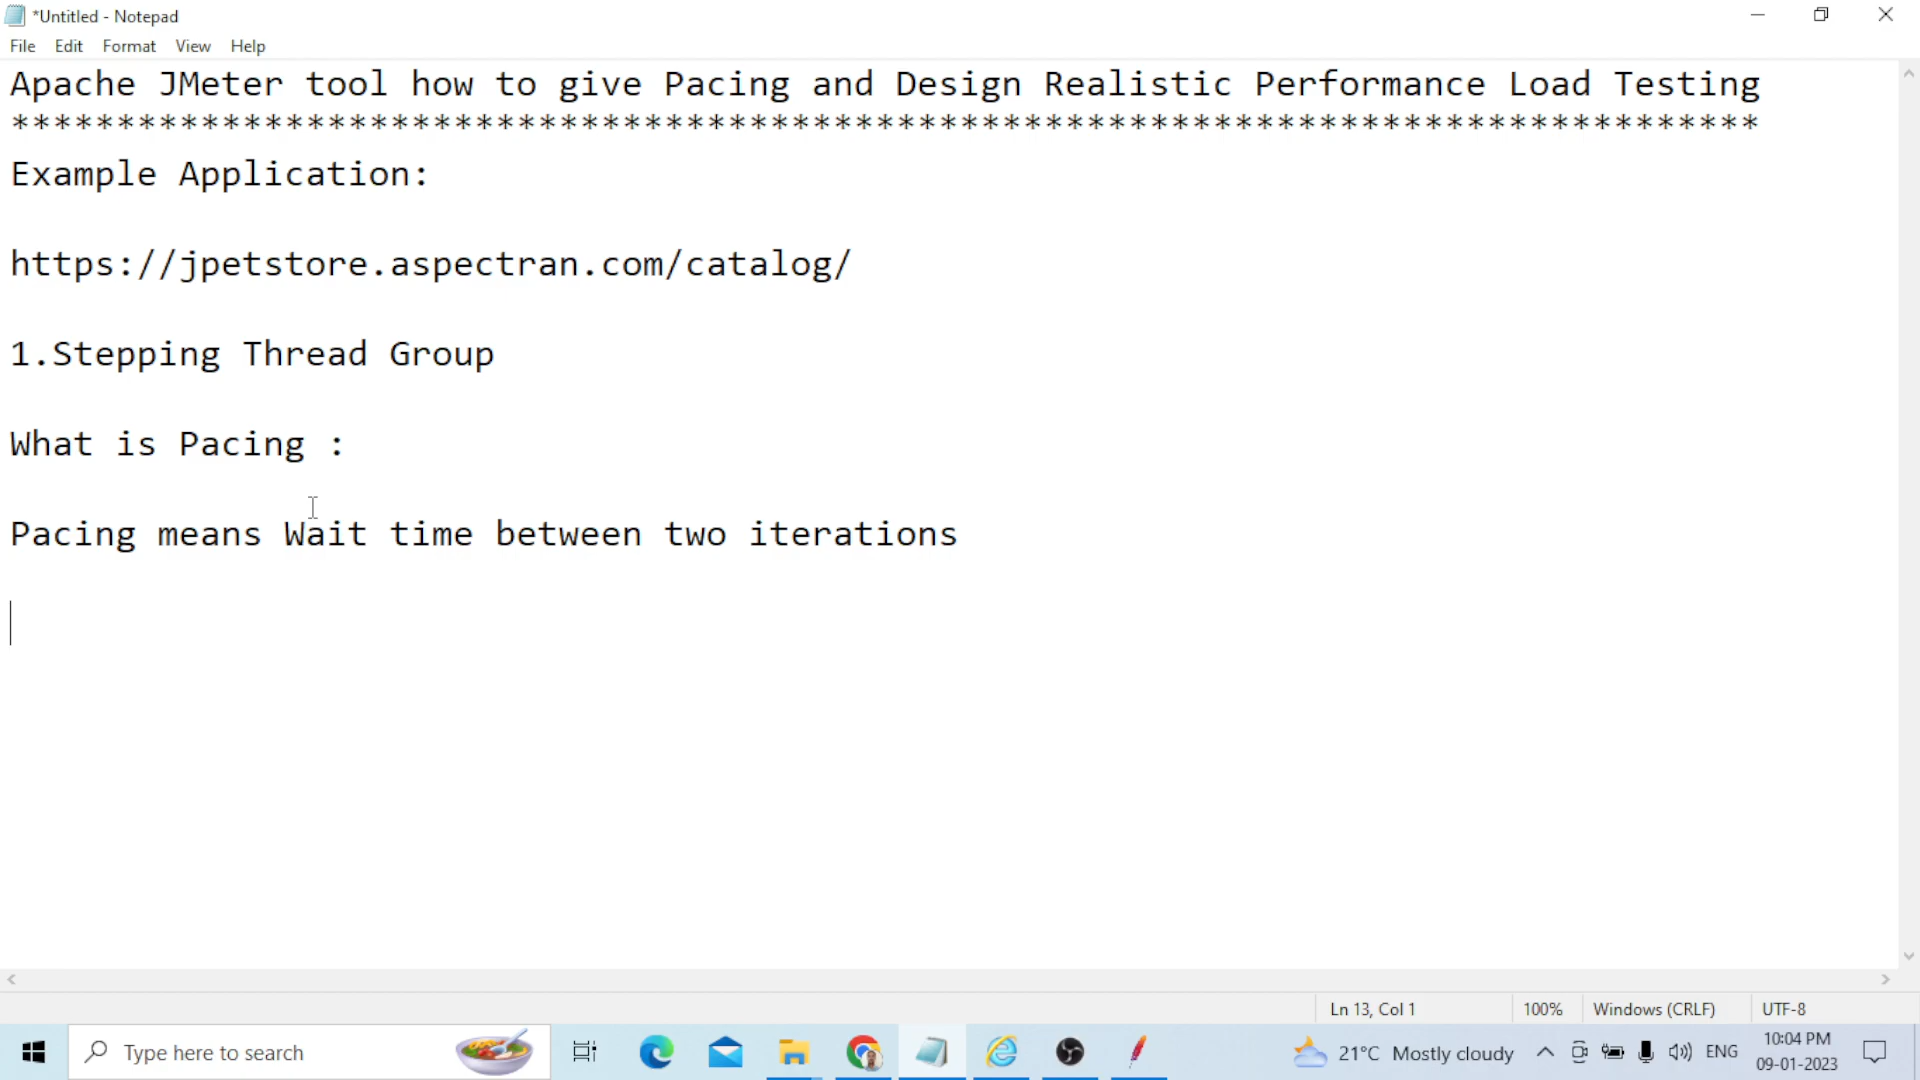 *Untitled - Notepad
File Edit Format View Help
Apache JMeter tool how to give Pacing and Design Realistic Performance Load Testing
***********************************************************************************
Example Application:
https://jpetstore.aspectran.com/catalog/
1.Stepping Thread Group
What is Pacing :
Pacing means Wait time between two iterations
Ln 13, Col 1 100% Windows (CRLF) UTF-8
Type here to search 21°C Mostly cloudy ENG 10:04 PM
09-01-2023